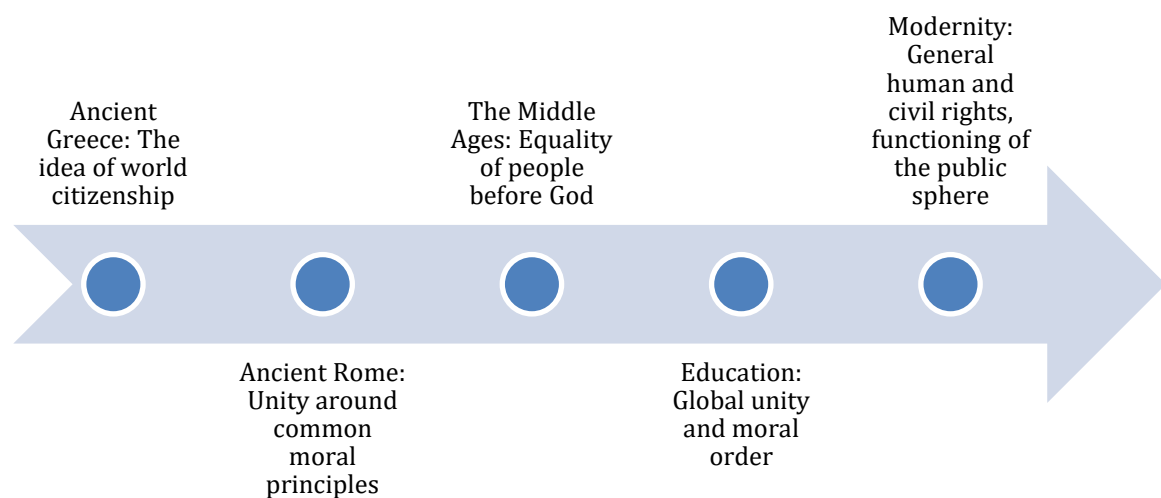 Ancient
Greece: The
idea of world
citizenship
Ancient Rome:
Unity around
common
moral
principles
The Middle
Ages: Equality
of people
before God
Education:
Global unity
and moral
order
Modernity:
General
human and
civil rights,
functioning of
the public
sphere